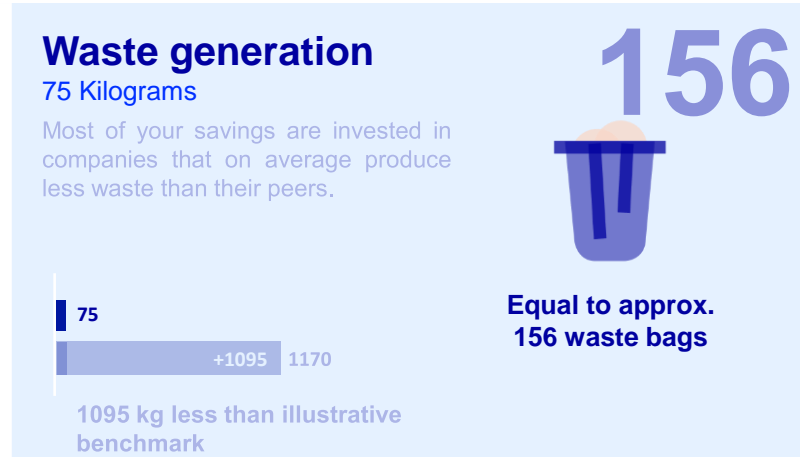 Waste generation
75 Kilograms
Most of your savings are invested in
companies that on average produce
less waste than their peers.
156
Equal to approx.
156 waste bags
75
+1095 1170
1095 kg less than illustrative
benchmark